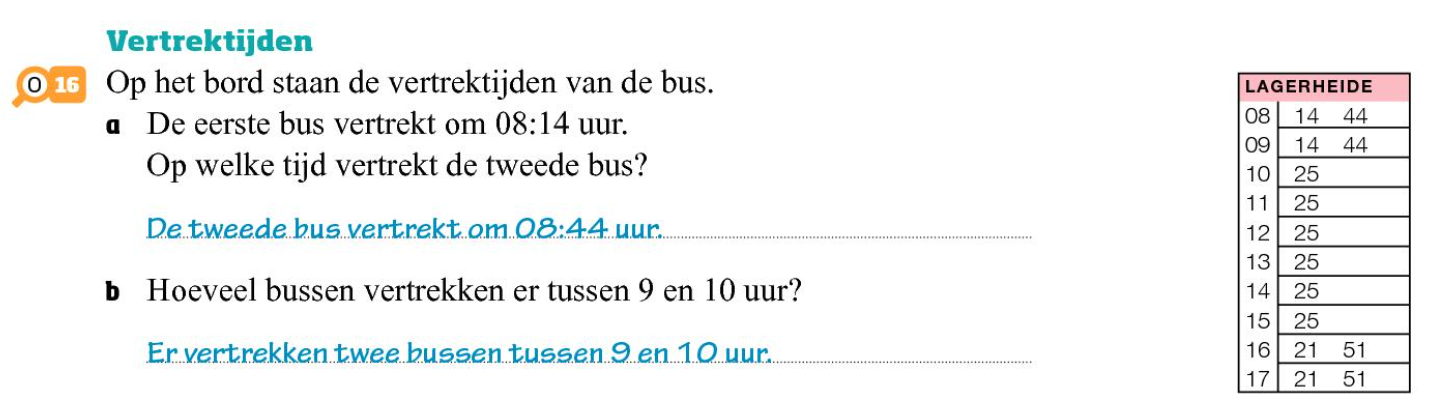 Vertrektijden
O 16 Op het bord staan de vertrektijden van de bus.
a De eerste bus vertrekt om 08:14 uur.
Op welke tijd vertrekt de tweede bus?
De tweede bus vertrekt om 08:44 uur.
b Hoeveel bussen vertrekken er tussen 9 en 10 uur?
Er vertrekken twee bussen tussen 9 en 10 uur.
LAGERHEIDE
08 14 44
09 14 44
10 25
11 25
12 25
13 25
14 25
15 25
16 21 51
17 21 51